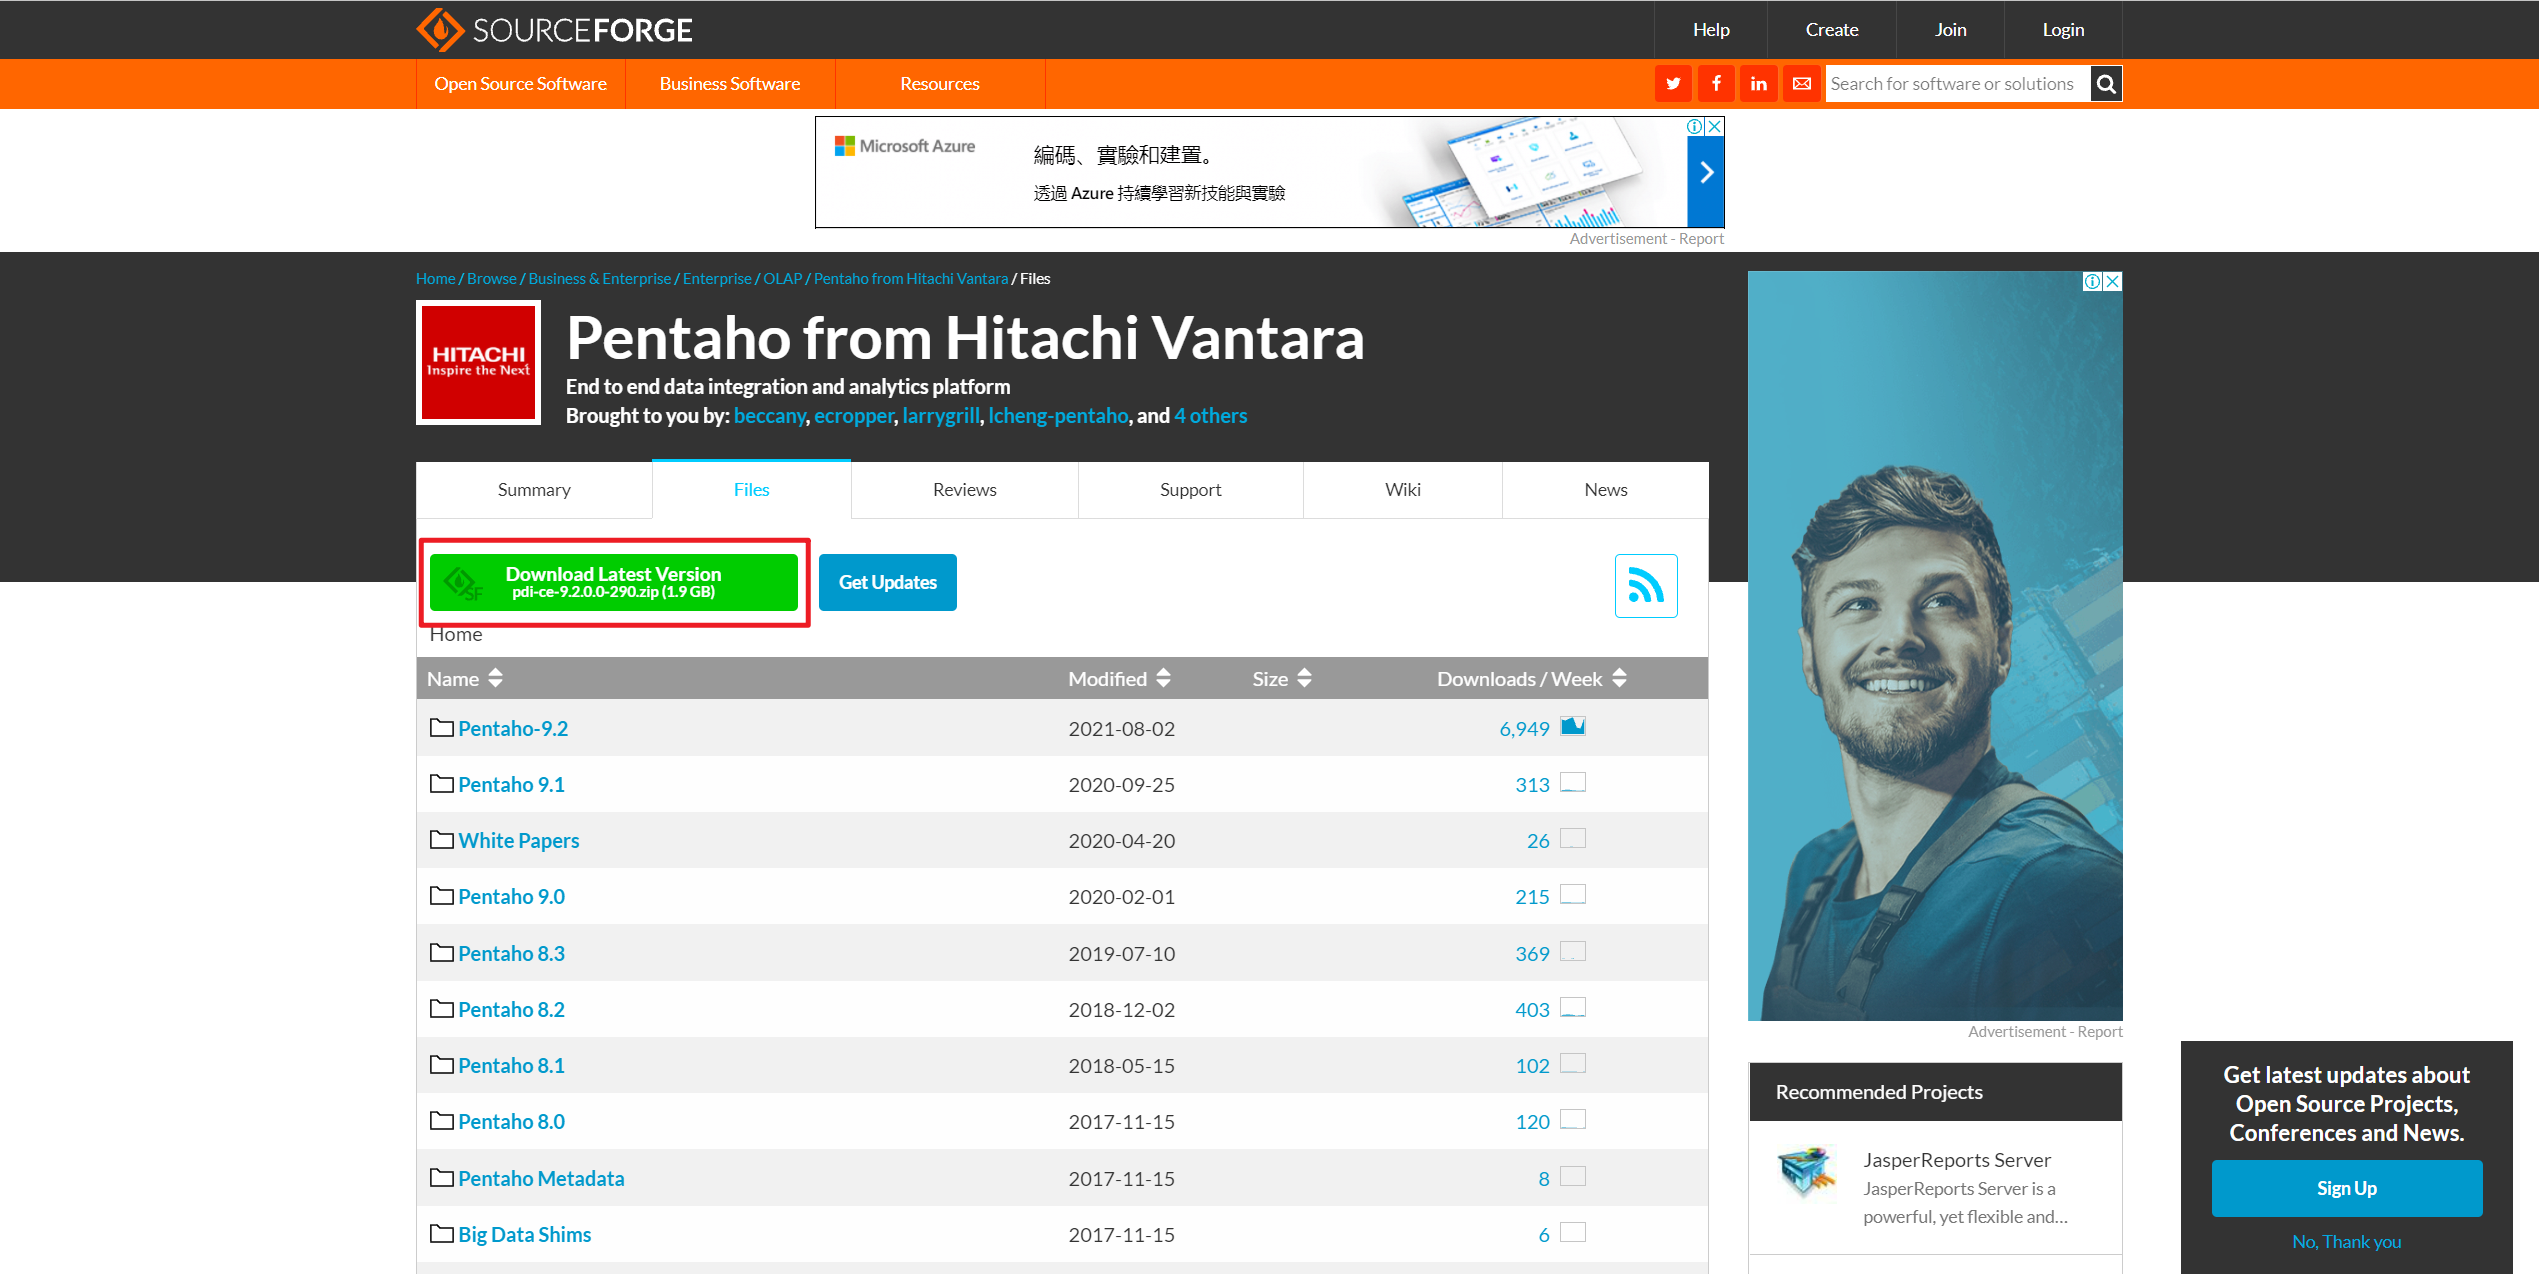 SOURCEFORGE
Help
Create
Join
Login
Open Source Software
Business Software
Resources
Search for software or solutions
Microsoft Azure
編碼、實驗和建置。
透過 Azure 持續學習新技能與實驗
Advertisement - Report
Home / Browse / Business & Enterprise / Enterprise / OLAP / Pentaho from Hitachi Vantara / Files
HITACHI
Inspire the Next
Pentaho from Hitachi Vantara
End to end data integration and analytics platform
Brought to you by: beccany, ecropper, larrygrill, lcheng-pentaho, and 4 others
Summary
Files
Reviews
Support
Wiki
News
SF
Download Latest Version
pdi-ce-9.2.0.0-290.zip (1.9 GB)
Get Updates
Home
Name Modified Size Downloads / Week
Pentaho-9.2 2021-08-02 6,949
Pentaho 9.1 2020-09-25 313
White Papers 2020-04-20 26
Pentaho 9.0 2020-02-01 215
Pentaho 8.3 2019-07-10 369
Pentaho 8.2 2018-12-02 403
Pentaho 8.1 2018-05-15 102
Pentaho 8.0 2017-11-15 120
Pentaho Metadata 2017-11-15 8
Big Data Shims 2017-11-15 6
Advertisement - Report
Recommended Projects
JasperReports Server
JasperReports Server is a
powerful, yet flexible and...
Get latest updates about
Open Source Projects,
Conferences and News.
Sign Up
No, Thank you